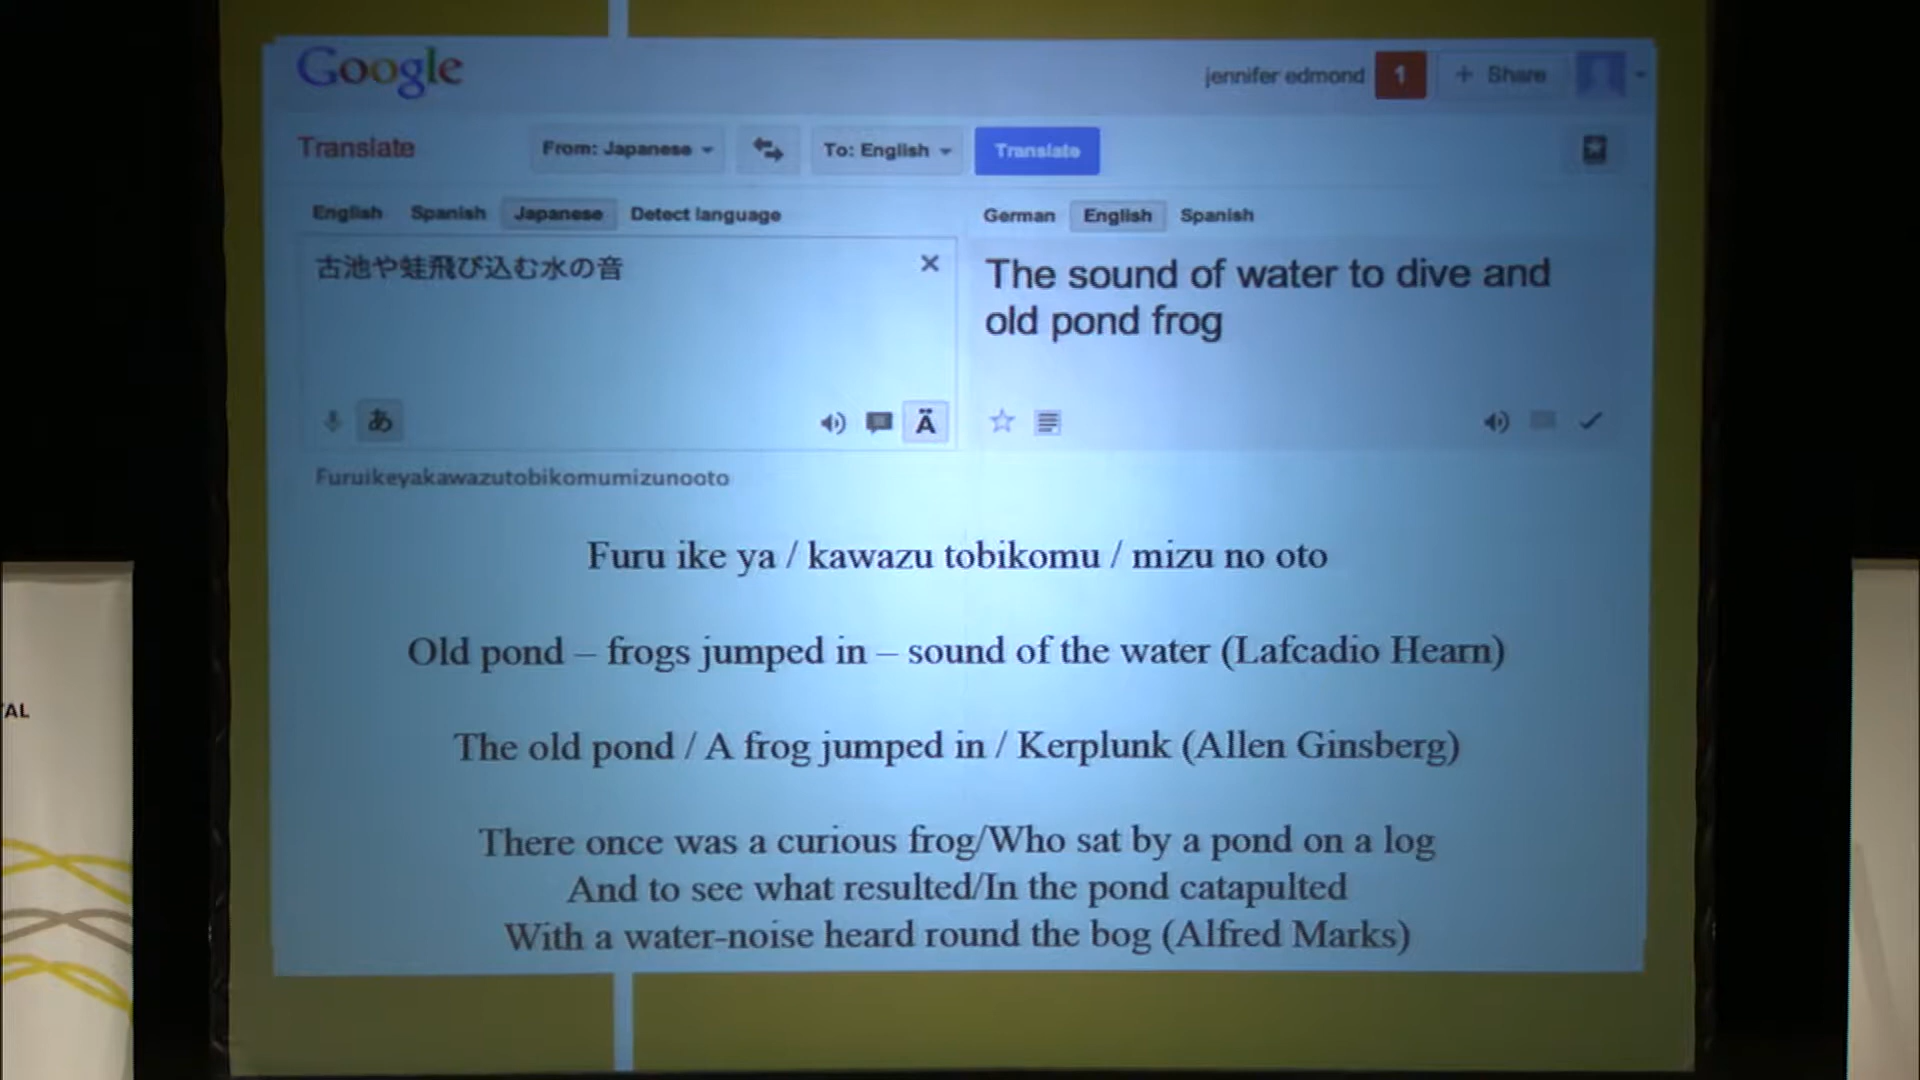 Google
jennifer edmond 1 + Share
Translate From: Japanese To: English Translate
English Spanish Japanese Detect language
German English Spanish
古池や蛙飛び込む水の音
The sound of water to dive and
old pond frog
あ
Ä
Furuikeyakawazutobikomumizunooto
Furu ike ya / kawazu tobikomu / mizu no oto
Old pond – frogs jumped in – sound of the water (Lafcadio Hearn)
The old pond / A frog jumped in / Kerplunk (Allen Ginsberg)
There once was a curious frog/Who sat by a pond on a log
And to see what resulted/In the pond catapulted
With a water-noise heard round the bog (Alfred Marks)
AL